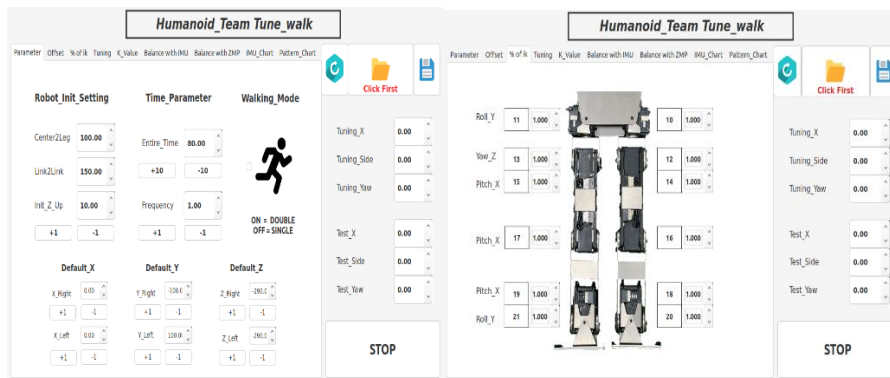 Humanoid_Team Tune_walk
Parameter Offset % of ik Tuning K_Value Balance with IMU Balance with ZMP IMU_Chart Pattern_Chart
Click First
Robot_Init_Setting Time_Parameter Walking_Mode
Center2Leg 100.00 Entire_Time 80.00
+10 -10
Link2Link 150.00
Init_Z_Up 10.00 Frequency 1.00
ON = DOUBLE
OFF = SINGLE
+1 -1 +1 -1
Default_X Default_Y Default_Z
X_Right 0.00 Y_Right -100.0 Z_Right -290.0
+1 -1 +1 -1 +1 -1
X_Left 0.00 Y_Left 100.0 Z_Left -290.0
+1 -1 +1 -1 +1 -1
Tuning_X 0.00
Tuning_Side 0.00
Tuning_Yaw 0.00
Test_X 0.00
Test_Side 0.00
Test_Yaw 0.00
STOP
Humanoid_Team Tune_walk
Parameter Offset % of ik Tuning K_Value Balance with IMU Balance with ZMP IMU_Chart Pattern_Chart
Click First
Roll_Y 11 1.000 10 1.000
Yaw_Z 13 1.000 12 1.000
Pitch_X 15 1.000 14 1.000
Pitch_X 17 1.000 16 1.000
Pitch_X 19 1.000 18 1.000
Roll_Y 21 1.000 20 1.000
Tuning_X 0.00
Tuning_Side 0.00
Tuning_Yaw 0.00
Test_X 0.00
Test_Side 0.00
Test_Yaw 0.00
STOP